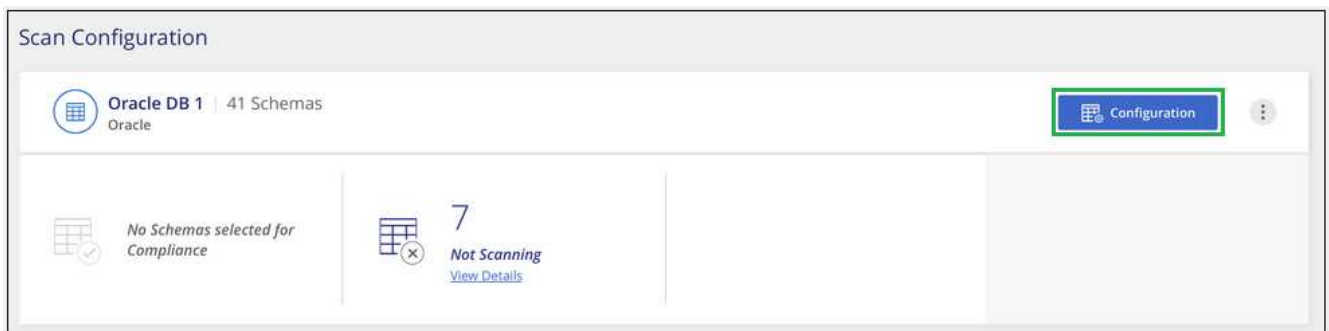 Scan Configuration
Oracle DB 1 | 41 Schemas
Oracle
Configuration
No Schemas selected for
Compliance
7
Not Scanning
View Details